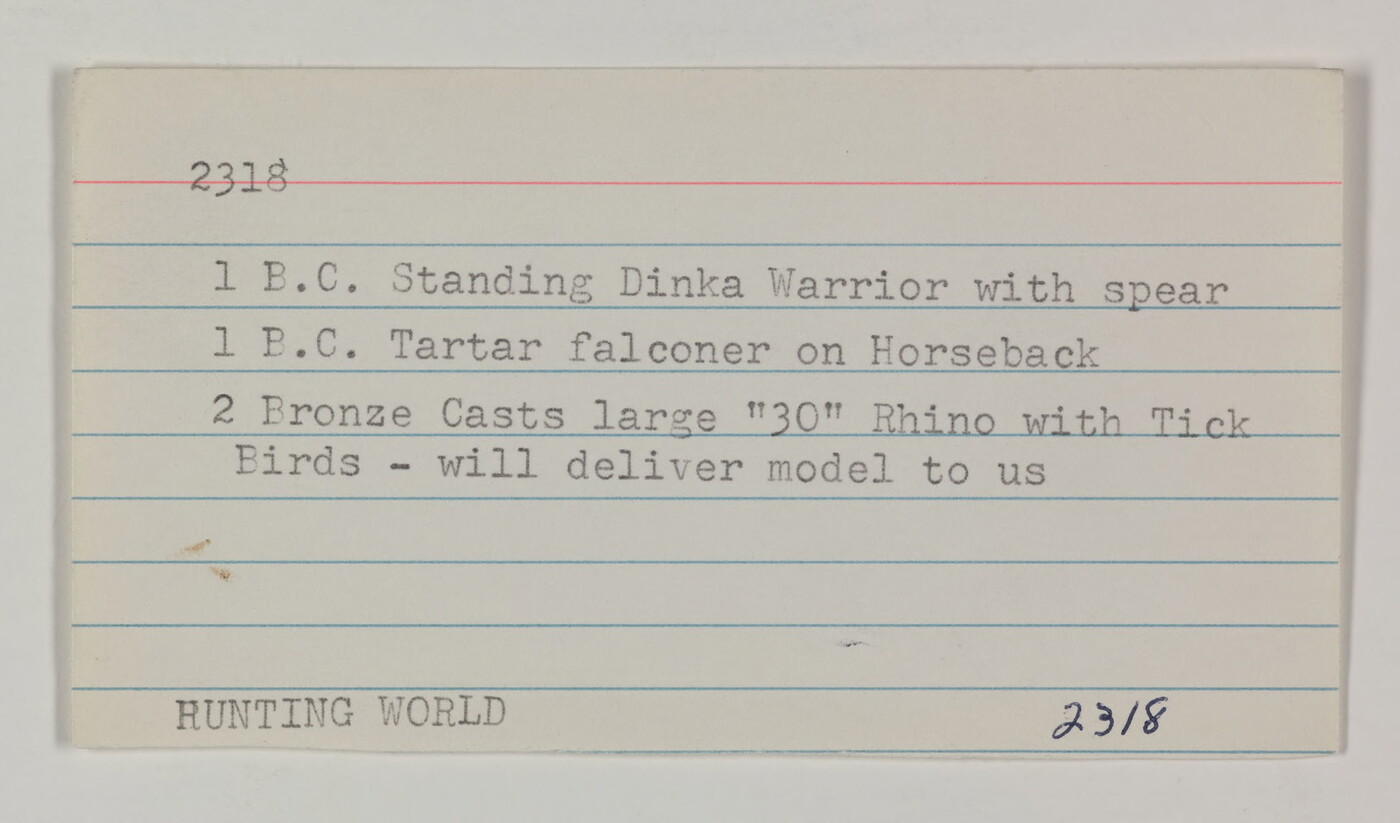 2318
1 B.C. Standing Dinka Warrior with spear
1 B.C. Tartar falconer on Horseback
2 Bronze Casts large "30" Rhino with Tick
Birds - will deliver model to us
HUNTING WORLD
2318